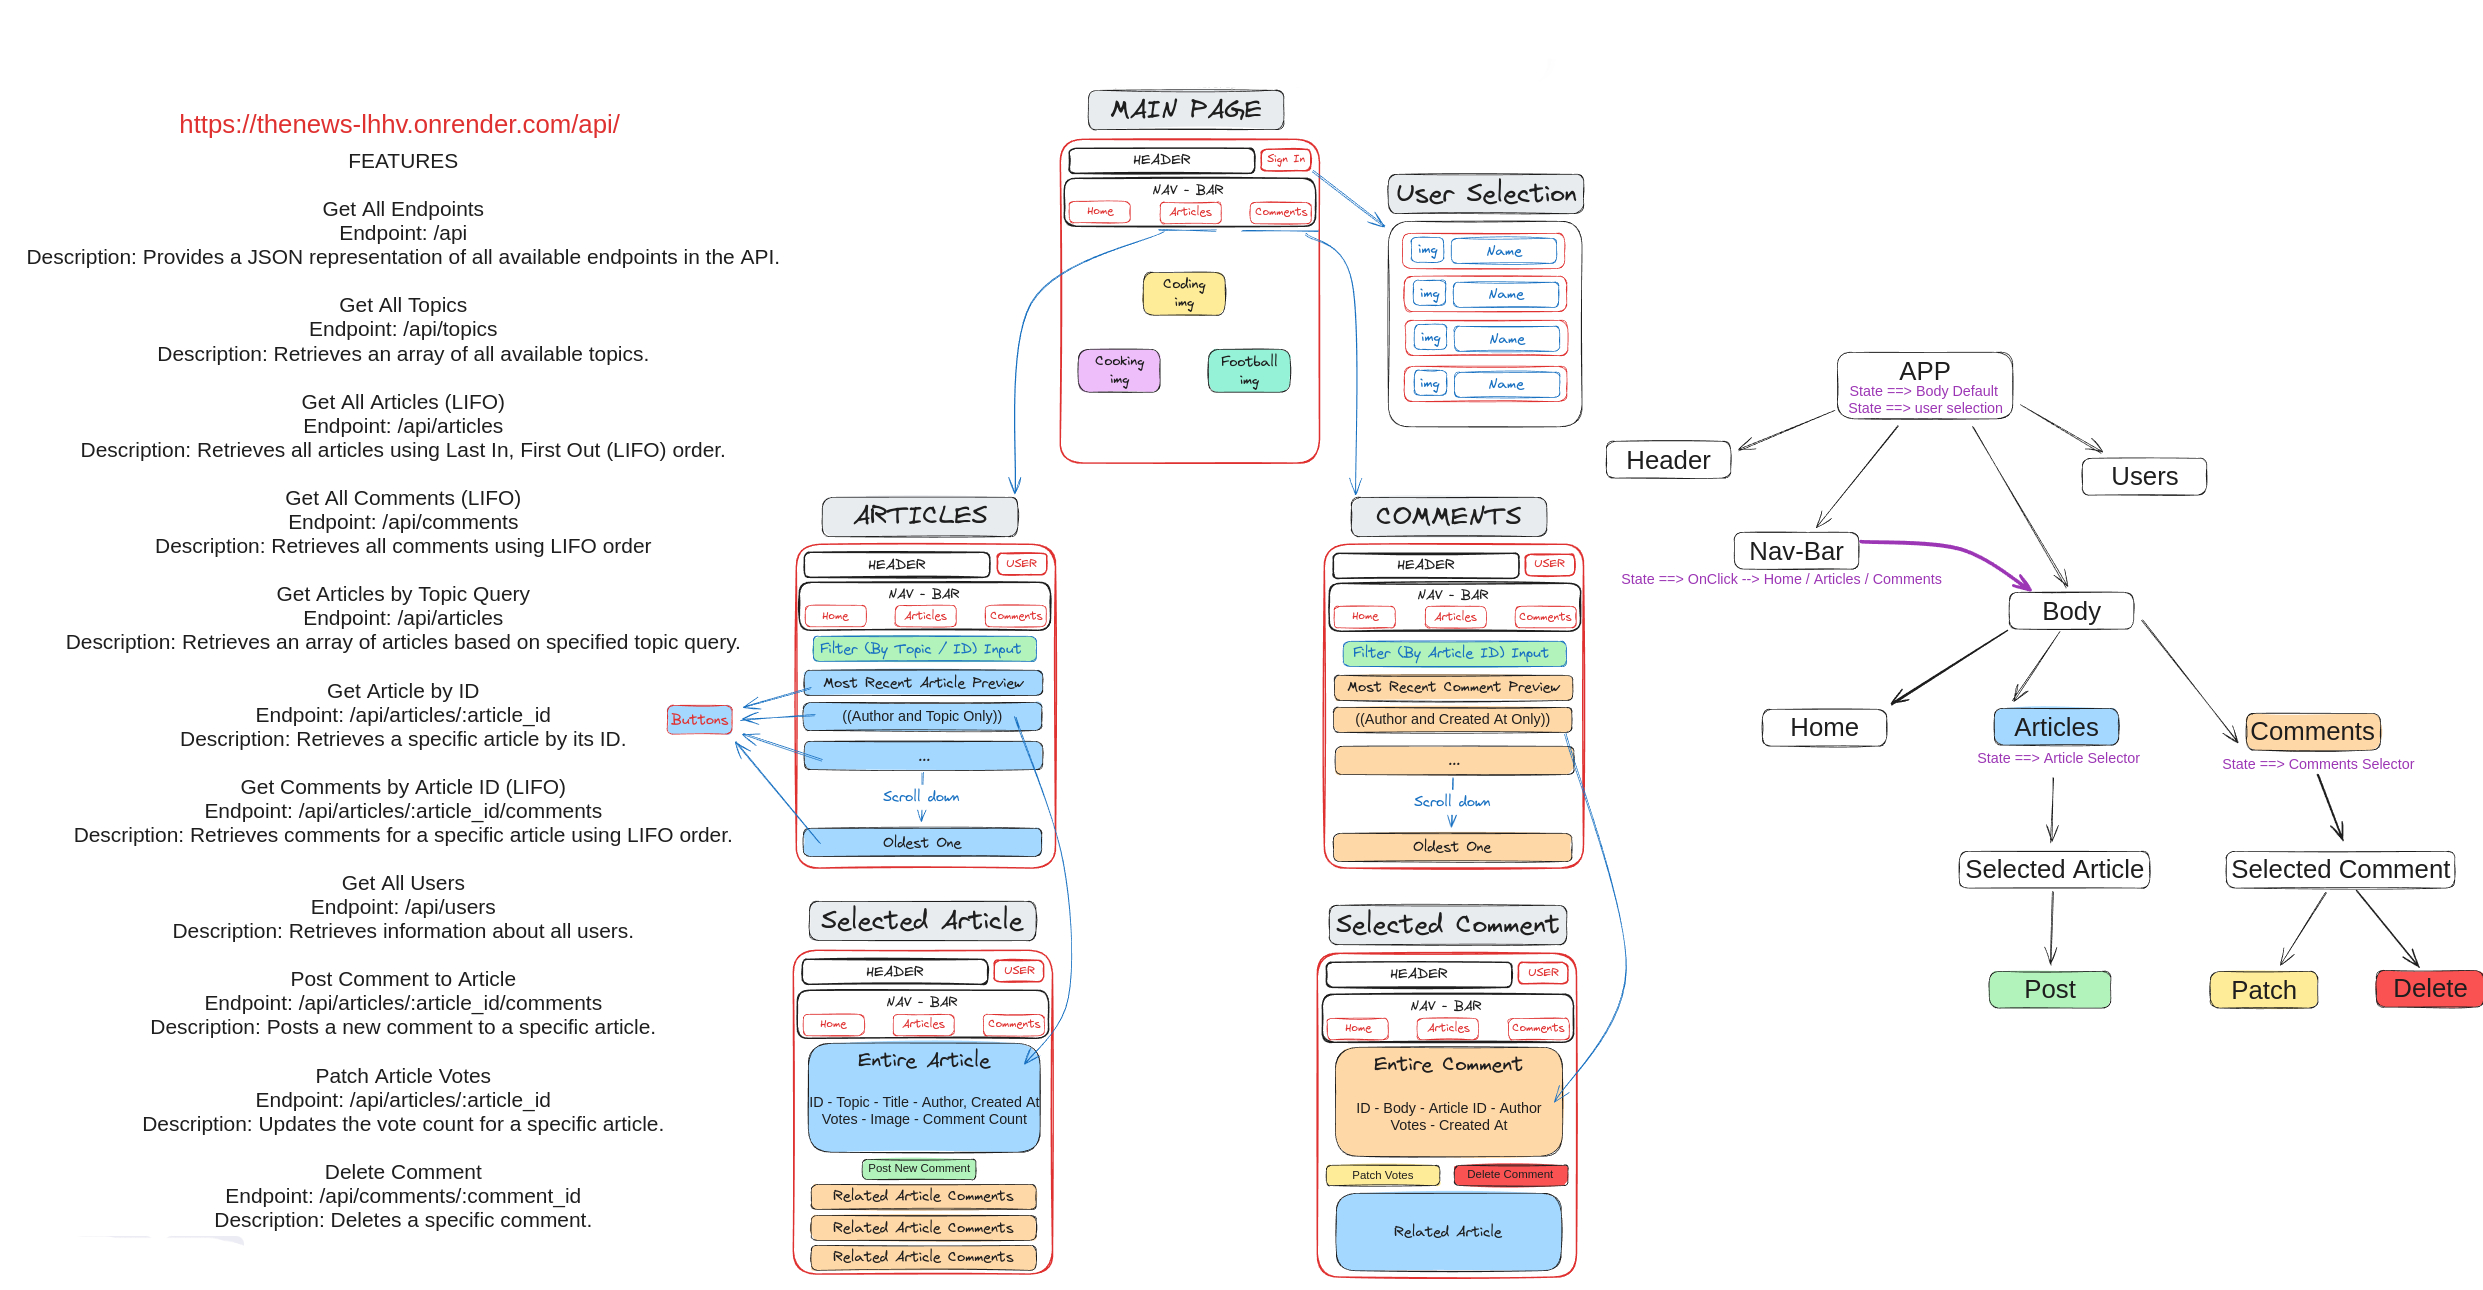 https://thenews-lhhv.onrender.com/api/
FEATURES
Get All Endpoints
Endpoint: /api
Description: Provides a JSON representation of all available endpoints in the API.
Get All Topics
Endpoint: /api/topics
Description: Retrieves an array of all available topics.
Get All Articles (LIFO)
Endpoint: /api/articles
Description: Retrieves all articles using Last In, First Out (LIFO) order.
Get All Comments (LIFO)
Endpoint: /api/comments
Description: Retrieves all comments using LIFO order
Get Articles by Topic Query
Endpoint: /api/articles
Description: Retrieves an array of articles based on specified topic query.
Get Article by ID
Endpoint: /api/articles/:article_id
Description: Retrieves a specific article by its ID.
Get Comments by Article ID (LIFO)
Endpoint: /api/articles/:article_id/comments
Description: Retrieves comments for a specific article using LIFO order.
Get All Users
Endpoint: /api/users
Description: Retrieves information about all users.
Post Comment to Article
Endpoint: /api/articles/:article_id/comments
Description: Posts a new comment to a specific article.
Patch Article Votes
Endpoint: /api/articles/:article_id
Description: Updates the vote count for a specific article.
Delete Comment
Endpoint: /api/comments/:comment_id
Description: Deletes a specific comment.
MAIN PAGE
HEADER
Sign In
NAV - BAR
Home
Articles
Comments
Coding
img
Cooking
img
Football
img
User Selection
img
Name
img
Name
img
Name
img
Name
ARTICLES
HEADER
USER
NAV - BAR
Home
Articles
Comments
Filter (By Topic / ID) Input
Most Recent Article Preview
((Author and Topic Only))
...
Scroll down
Oldest One
Buttons
COMMENTS
HEADER
USER
NAV - BAR
Home
Articles
Comments
Filter (By Article ID) Input
Most Recent Comment Preview
((Author and Created At Only))
...
Scroll down
Oldest One
Selected Article
HEADER
USER
NAV - BAR
Home
Articles
Comments
Entire Article
ID - Topic - Title - Author, Created At
Votes - Image - Comment Count
Post New Comment
Related Article Comments
Related Article Comments
Related Article Comments
Selected Comment
HEADER
USER
NAV - BAR
Home
Articles
Comments
Entire Comment
ID - Body - Article ID - Author
Votes - Created At
Patch Votes
Delete Comment
Related Article
APP
State ==> Body Default
State ==> user selection
Header
Users
Nav-Bar
State ==> OnClick --> Home / Articles / Comments
Body
Home
Articles
State ==> Article Selector
Comments
State ==> Comments Selector
Selected Article
Selected Comment
Post
Patch
Delete